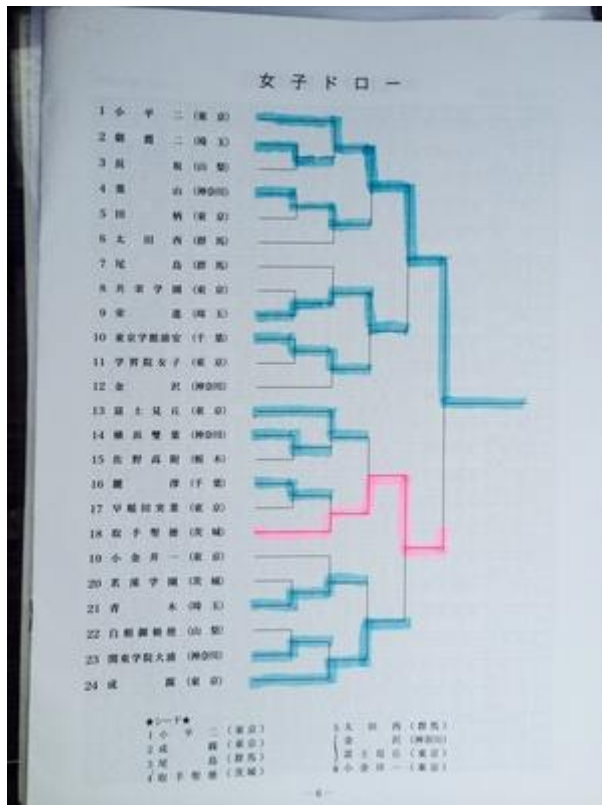 女子ドロー
1 小平二 (東京)
2 (埼玉)
3 長坂 (山梨)
4 葉山 (神奈川)
5 田柄 (東京)
6 太田西 (群馬)
7 尾島 (群馬)
8 共栄学園 (東京)
9 栄進 (埼玉)
10 東京学館浦安 (千葉)
11 学習院女子 (東京)
12 金沢 (神奈川)
13 富士見丘 (東京)
14 横浜雙葉 (神奈川)
15 佐野高附 (栃木)
16 (千葉)
17 早稲田実業 (東京)
18 取手聖徳 (茨城)
19 小金井一 (東京)
20 茗渓学園 (茨城)
21 青木 (埼玉)
22 白根御勅使 (山梨)
23 関東学院六浦 (神奈川)
24 成蹊 (東京)
★シード★
1 小平二 (東京)
2 成蹊 (東京)
3 尾島 (群馬)
4 取手聖徳 (茨城)
5 太田西 (群馬)
金沢 (神奈川)
富士見丘 (東京)
8 小金井一 (東京)
―6―